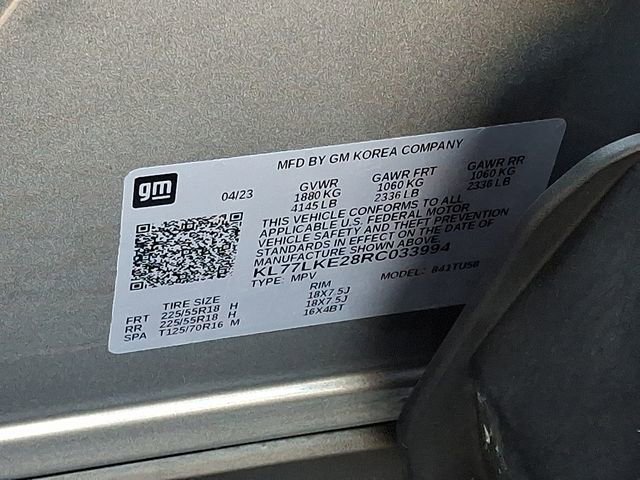 MFD BY GM KOREA COMPANY
gm
04/23 GVWR GAWR FRT GAWR RR
1880 KG 1060 KG 1060 KG
4145 LB 2336 LB 2336 LB
THIS VEHICLE CONFORMS TO ALL
APPLICABLE U.S. FEDERAL MOTOR
VEHICLE SAFETY AND THEFT PREVENTION
STANDARDS IN EFFECT ON THE DATE OF
MANUFACTURE SHOWN ABOVE.
KL77LKE28RC033994
TYPE: MPV MODEL: 841TU58
TIRE SIZE RIM
FRT 225/55R18 H 18X7.5J
RR 225/55R18 H 18X7.5J
SPA T125/70R16 M 16X4BT